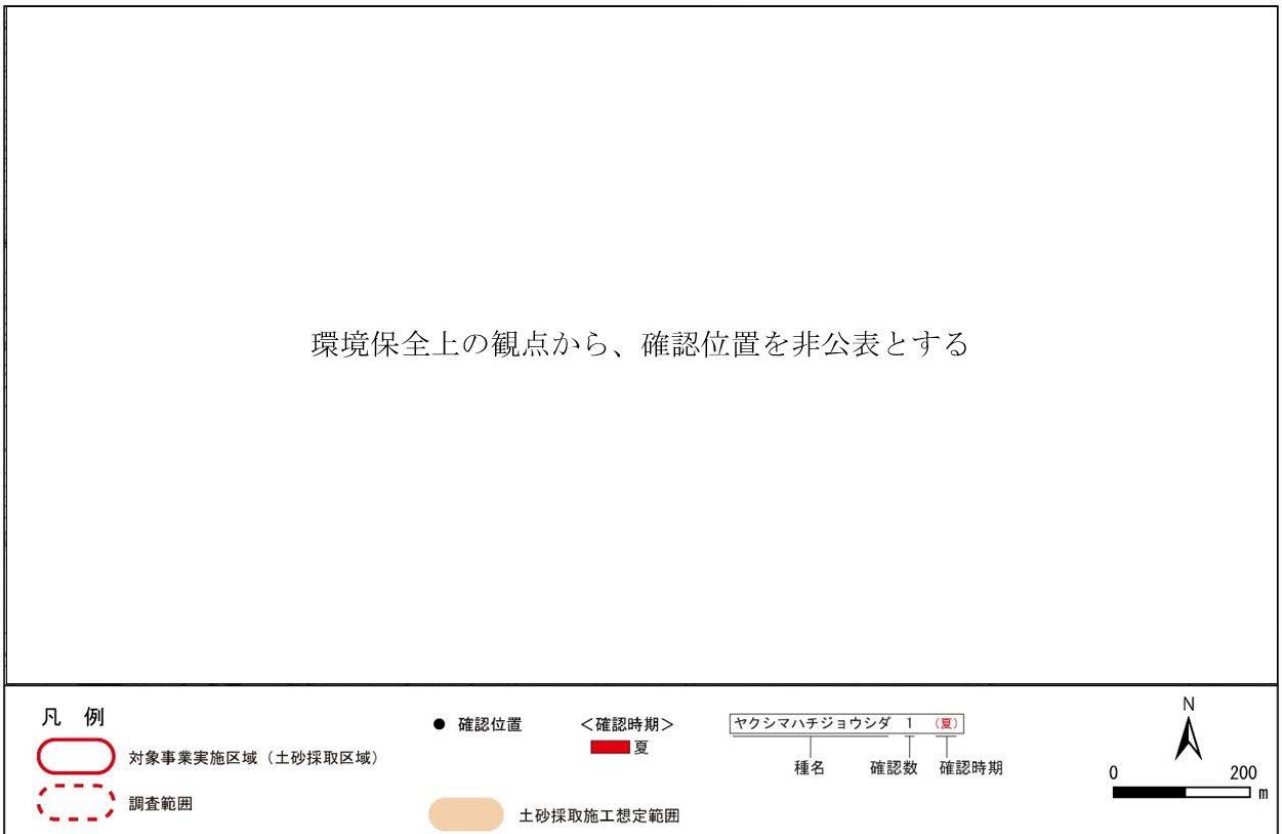 環境保全上の観点から、確認位置を非公表とする
凡 例
対象事業実施区域（土砂採取区域）
調査範囲
● 確認位置
＜確認時期＞
夏
土砂採取施工想定範囲
ヤクシマハチジョウシダ 1 （夏）
種名 確認数 確認時期
N
0 200
m